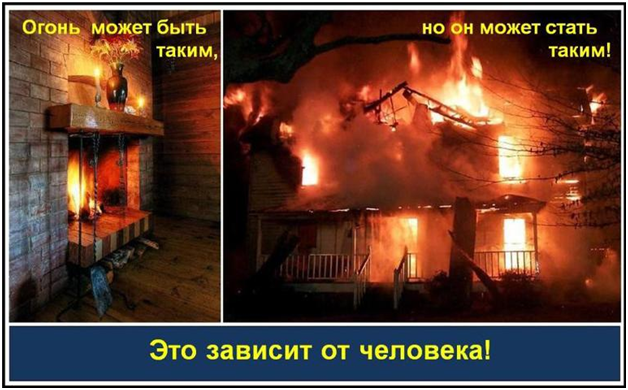 Огонь может быть
таким,
но он может стать
таким!
Это зависит от человека!